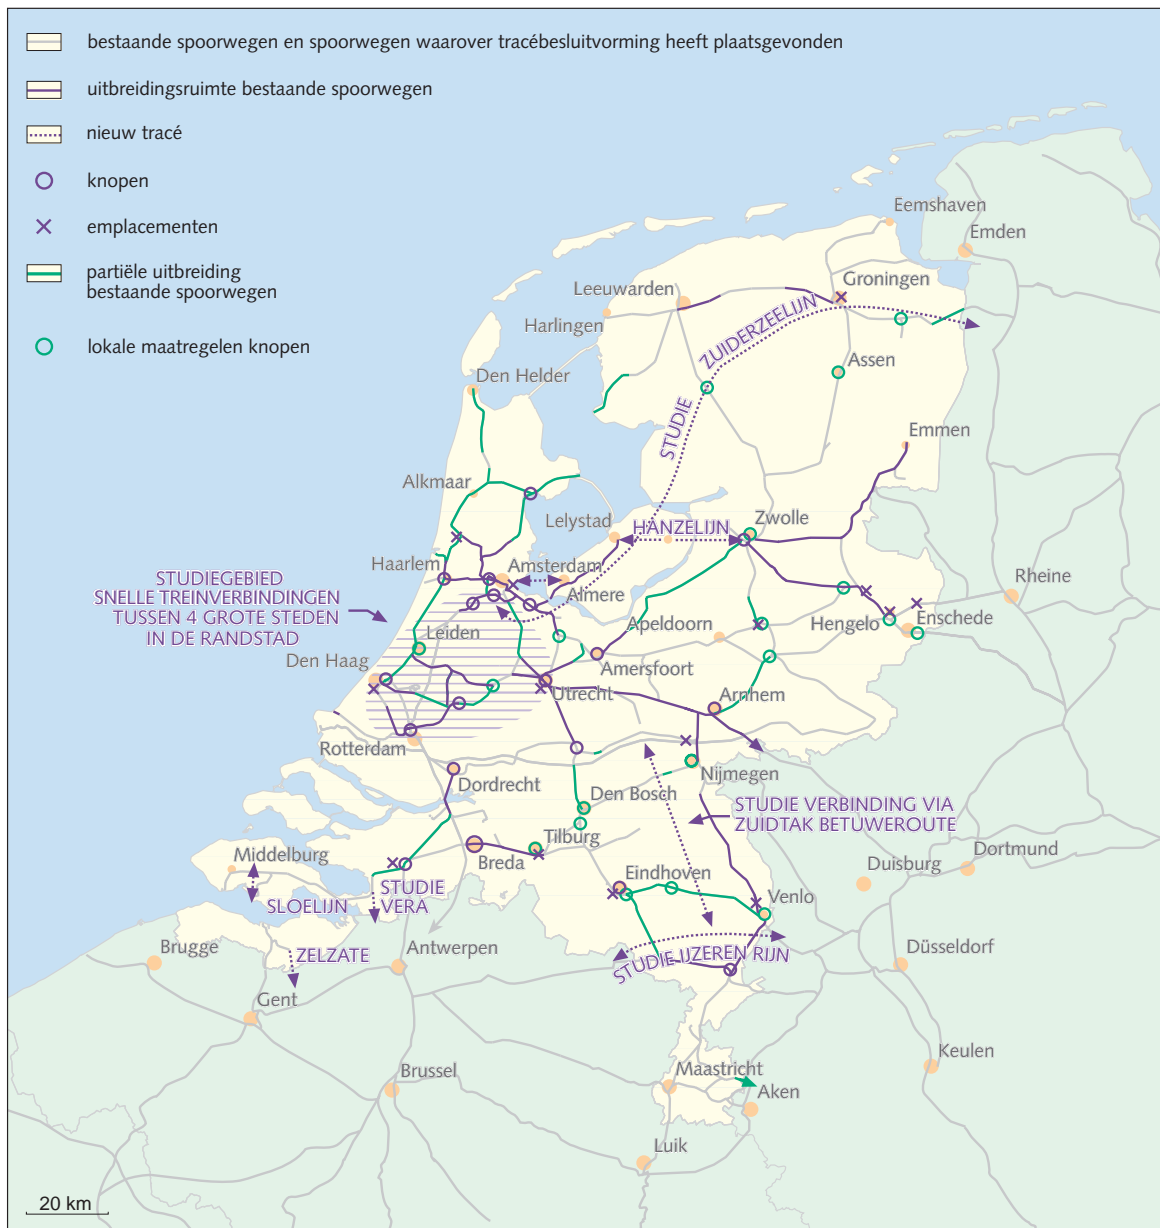 bestaande spoorwegen en spoorwegen waarover tracébesluitvorming heeft plaatsgevonden
uitbreidingsruimte bestaande spoorwegen
nieuw tracé
knopen
emplacementen
partiële uitbreiding
bestaande spoorwegen
lokale maatregelen knopen
Eemshaven
Emden
Groningen
Leeuwarden
Harlingen
STUDIE ZUIDERZEELIJN
Assen
Den Helder
Emmen
Alkmaar
Lelystad
HANZELIJN
Zwolle
Haarlem
Amsterdam
Almere
Rheine
STUDIEGEBIED
SNELLE TREINVERBINDINGEN
TUSSEN 4 GROTE STEDEN
IN DE RANDSTAD
Leiden
Apeldoorn
Hengelo
Enschede
Den Haag
Amersfoort
Utrecht
Arnhem
Rotterdam
Dordrecht
Nijmegen
Den Bosch
STUDIE VERBINDING VIA
ZUIDTAK BETUWEROUTE
Tilburg
Breda
Middelburg
Eindhoven
Duisburg
Dortmund
STUDIE
VERA
SLOELIJN
Venlo
Brugge
ZELZATE
Antwerpen
STUDIE IJZEREN RIJN
Düsseldorf
Gent
Keulen
Brussel
Maastricht
Aken
Luik
20 km